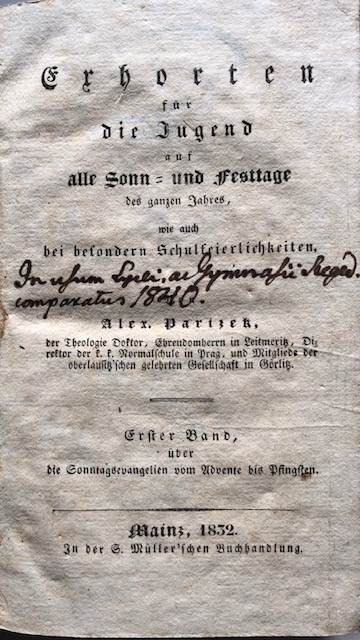 Exhorten
für
die Jugend
auf
alle Sonn- und Festtage
des ganzen Jahres,
wie auch
bei besondern Schulfeierlichkeiten,
In usum Lycei, ac Gymnasii Szeged.
comparatus 1840.
Alex. Parizek,
der Theologie Doktor, Ehrendomherrn in Leitmeritz, Di-
rektor der k. k. Normalschule in Prag, und Mitgliede der
oberlausitz'schen gelehrten Gesellschaft in Görlitz.
Erster Band,
über
die Sonntagsevangelien vom Advente bis Pfingsten.
Mainz, 1832.
In der S. Müller'schen Buchhandlung.